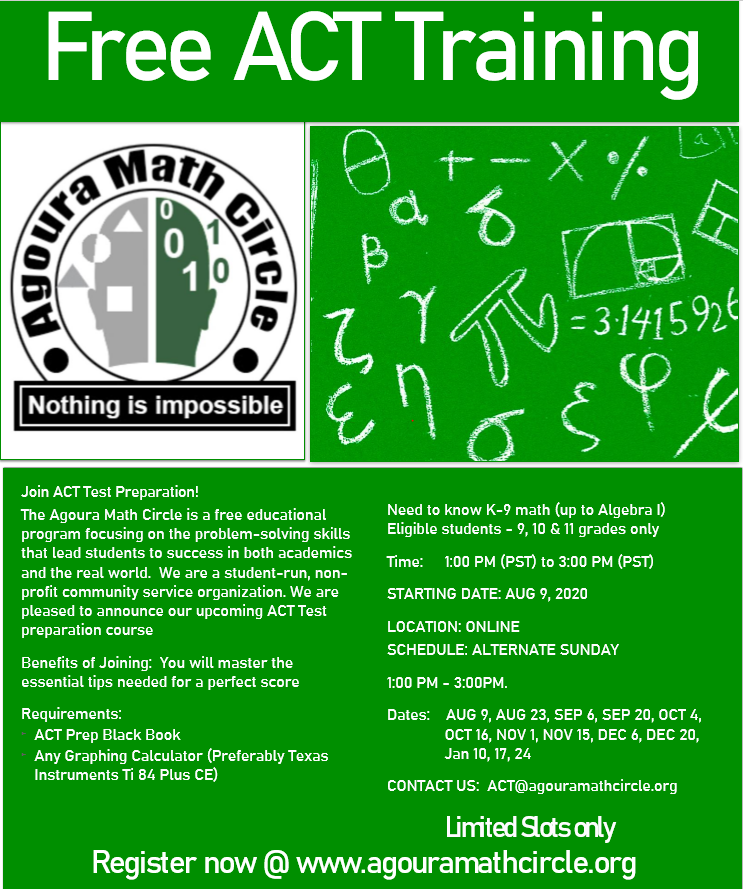 Free ACT Training
Agoura Math Circle
0
0 1
1 0
Nothing is impossible
θ + − × %
a
α δ
β
γ π = 3.1415926
ζ
ε η σ ξ φ
Join ACT Test Preparation!
The Agoura Math Circle is a free educational
program focusing on the problem-solving skills
that lead students to success in both academics
and the real world. We are a student-run, non-
profit community service organization. We are
pleased to announce our upcoming ACT Test
preparation course
Benefits of Joining: You will master the
essential tips needed for a perfect score
Requirements:
- ACT Prep Black Book
- Any Graphing Calculator (Preferably Texas
Instruments Ti 84 Plus CE)
Need to know K-9 math (up to Algebra I)
Eligible students - 9, 10 & 11 grades only
Time: 1:00 PM (PST) to 3:00 PM (PST)
STARTING DATE: AUG 9, 2020
LOCATION: ONLINE
SCHEDULE: ALTERNATE SUNDAY
1:00 PM - 3:00PM.
Dates: AUG 9, AUG 23, SEP 6, SEP 20, OCT 4,
OCT 16, NOV 1, NOV 15, DEC 6, DEC 20,
Jan 10, 17, 24
CONTACT US: ACT@agouramathcircle.org
Limited Slots only
Register now @ www.agouramathcircle.org